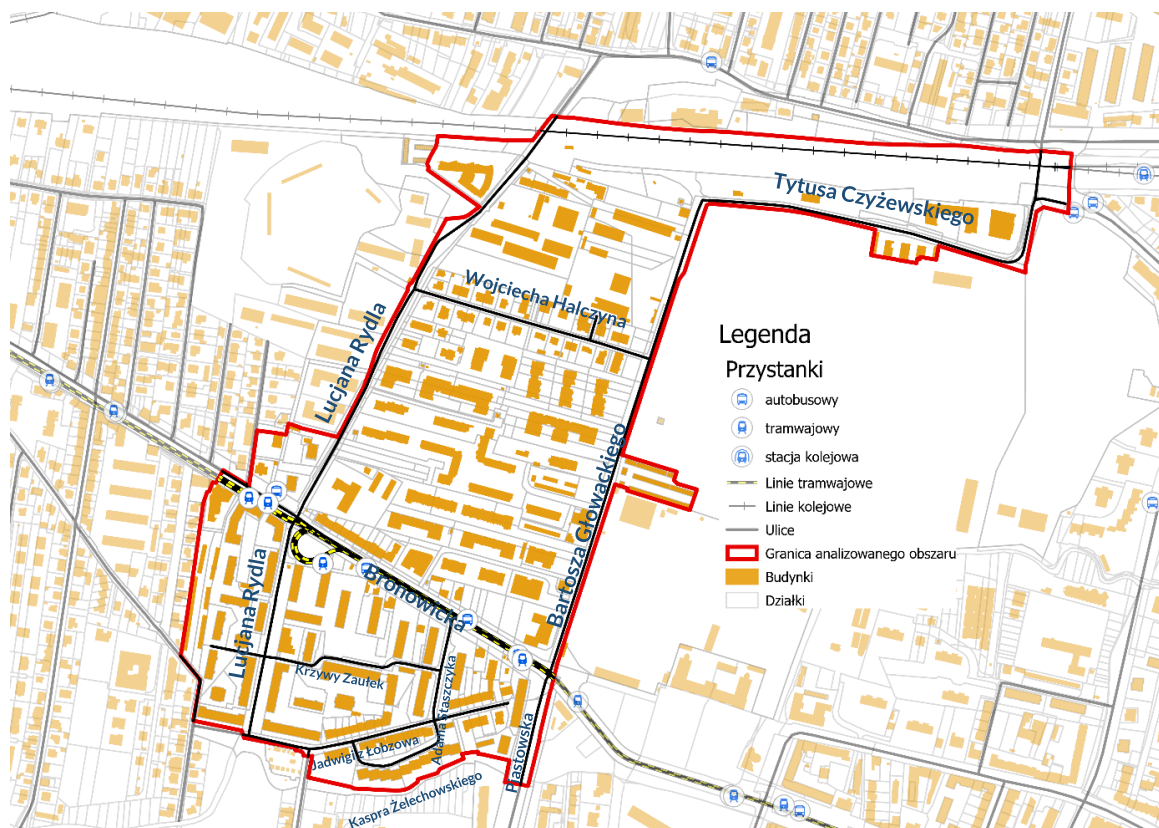 Tytusa Czyżewskiego
Wojciecha Halczyna
Lucjana Rydla
Legenda
Przystanki
autobusowy
tramwajowy
stacja kolejowa
Linie tramwajowe
Linie kolejowe
Ulice
Granica analizowanego obszaru
Budynki
Działki
Bartosza Głowackiego
Bronowicka
Lucjana Rydla
Krzywy Zaułek
Adama Staszczyka
Jadwigi z Łobzowa
Piastowska
Kaspra Żelechowskiego